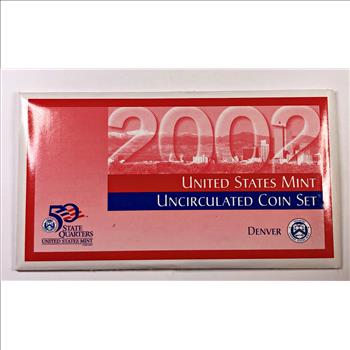 2002
UNITED STATES MINT
UNCIRCULATED COIN SET
50
STATE
QUARTERS
UNITED STATES MINT
DENVER